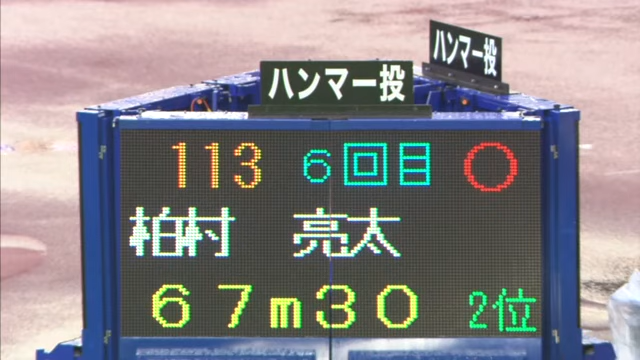 ハンマー投
ハンマー投
113 6回目 ○
柏村 亮太
67m30 2位